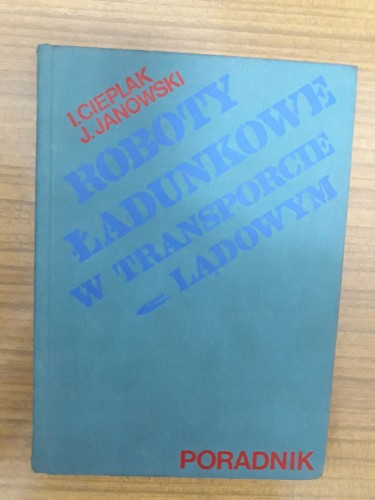 I. CIEPLAK
J. JANOWSKI
ROBOTY
ŁADUNKOWE
W TRANSPORCIE
LĄDOWYM
PORADNIK